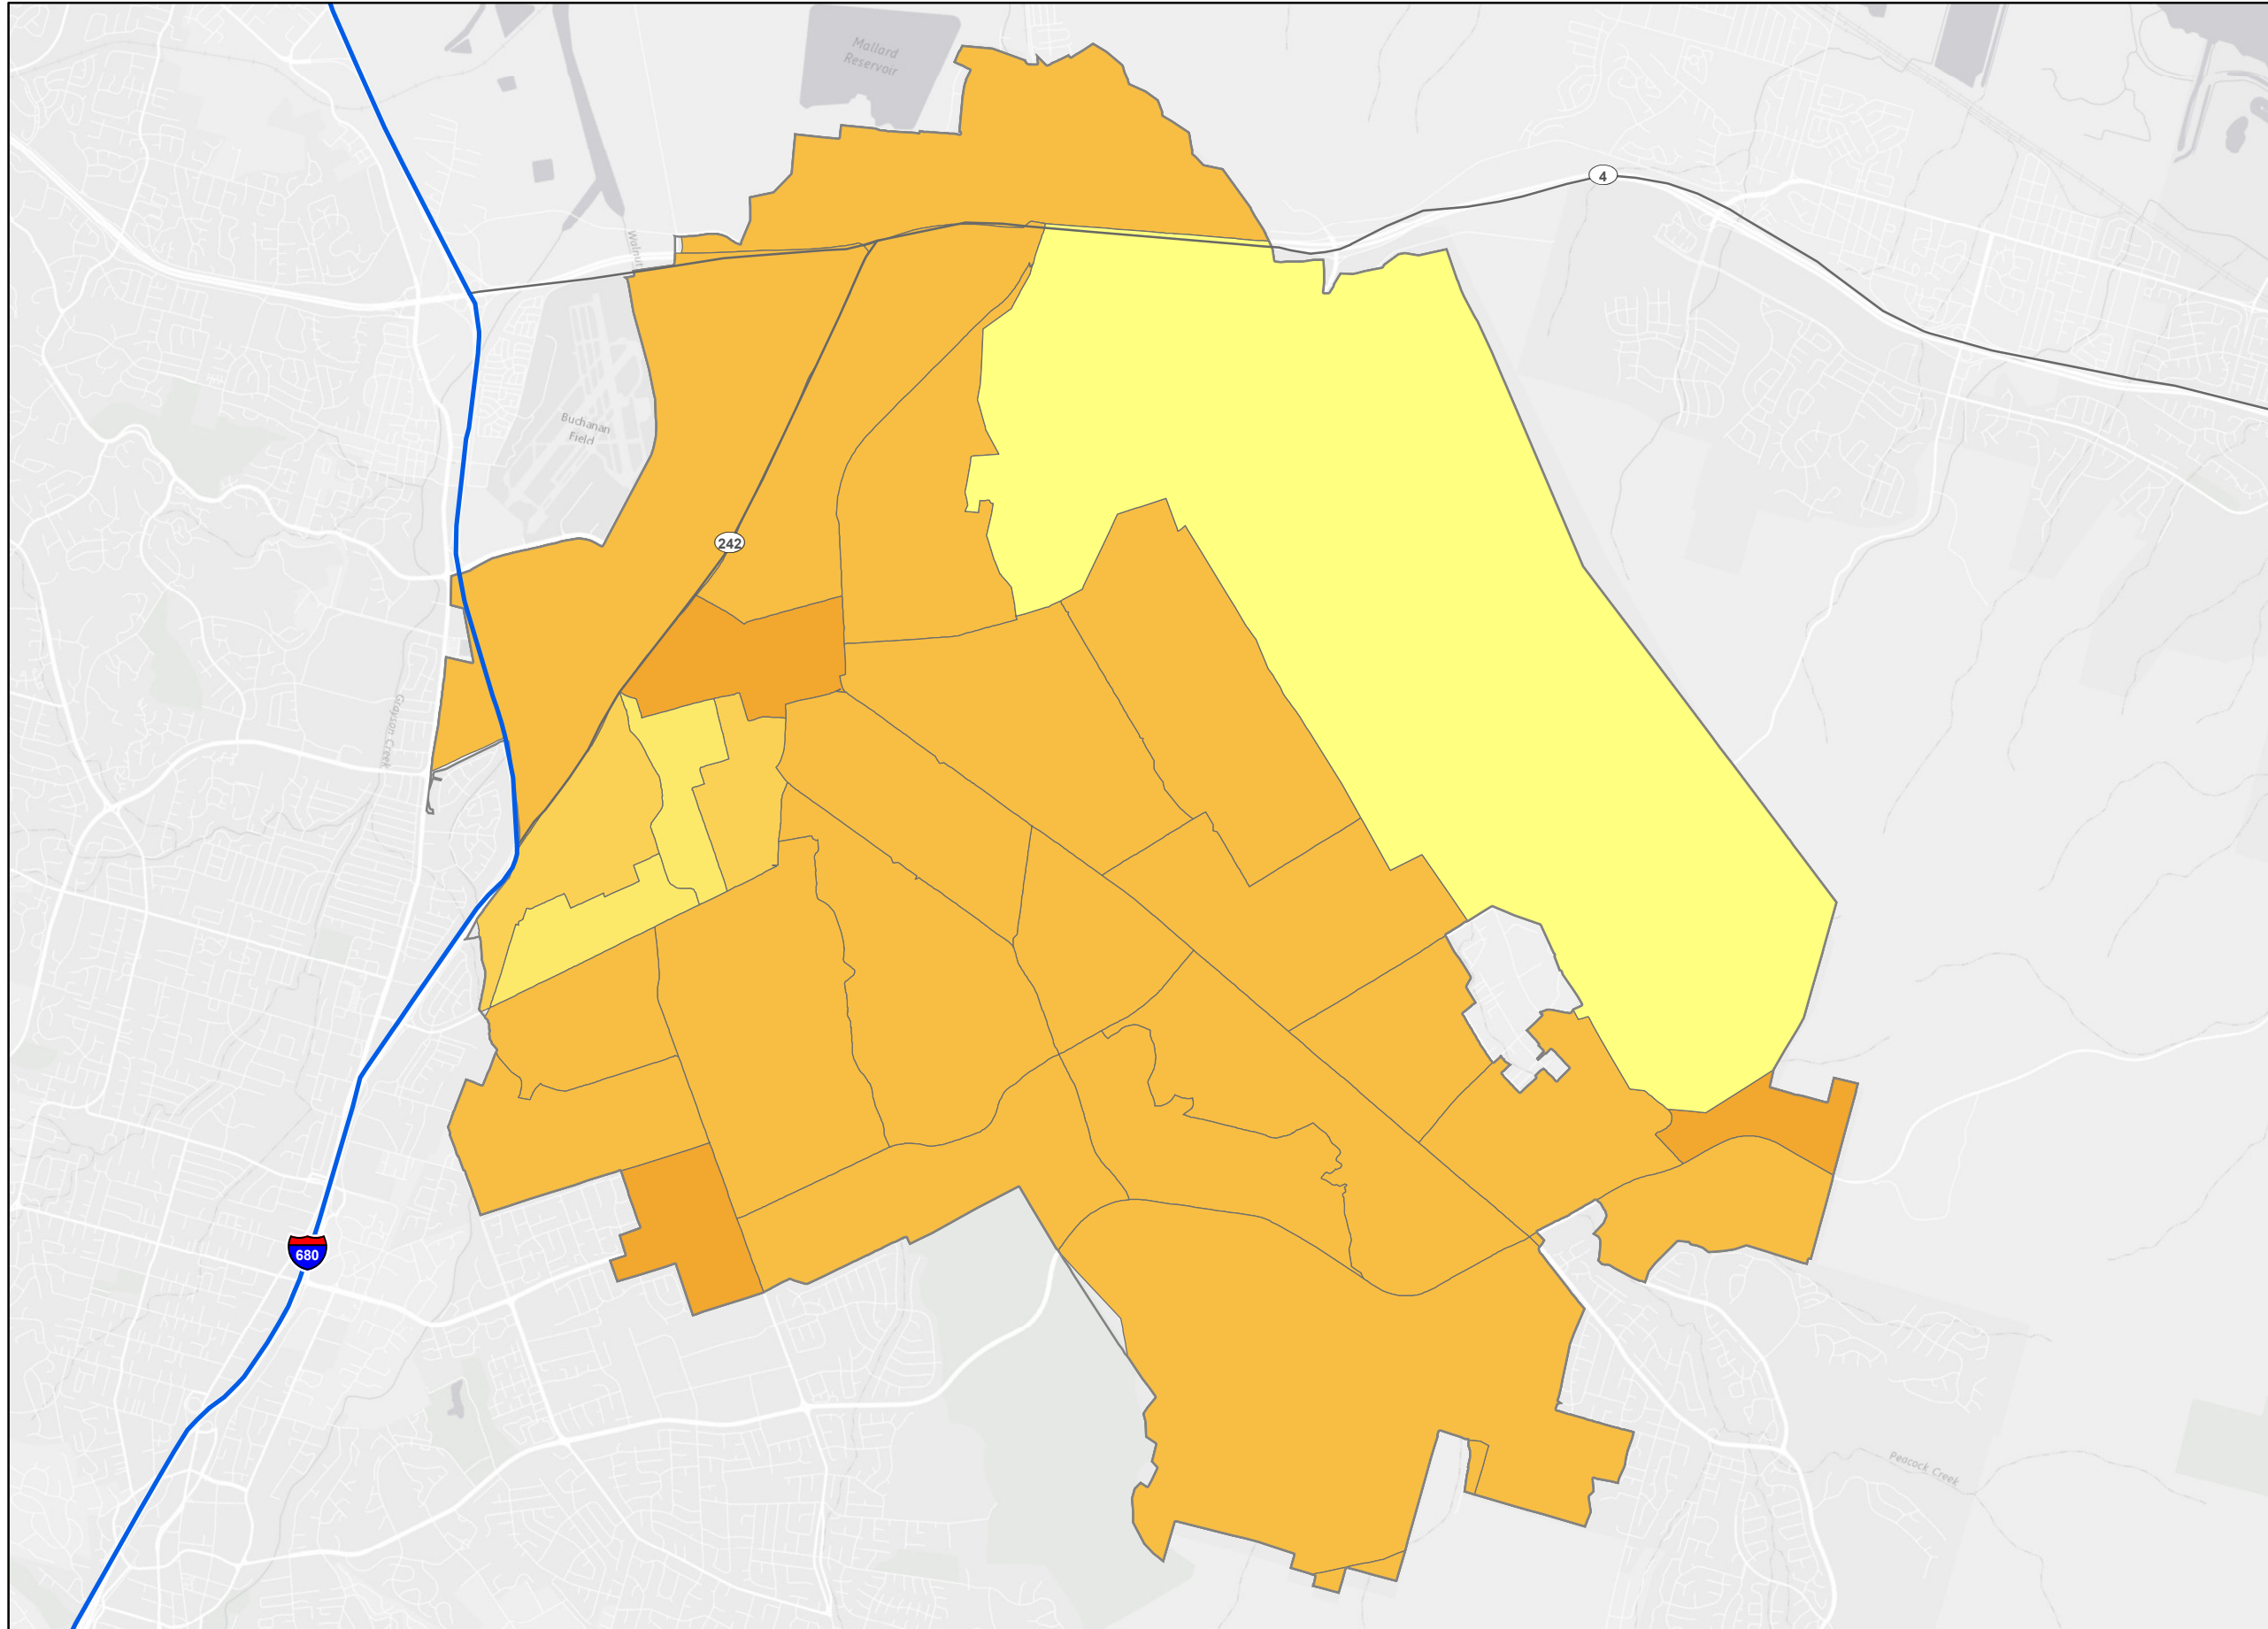 Mallard
Reservoir
4
Walnut
Buchanan
Field
242
Grayson Creek
680
Peacock Creek